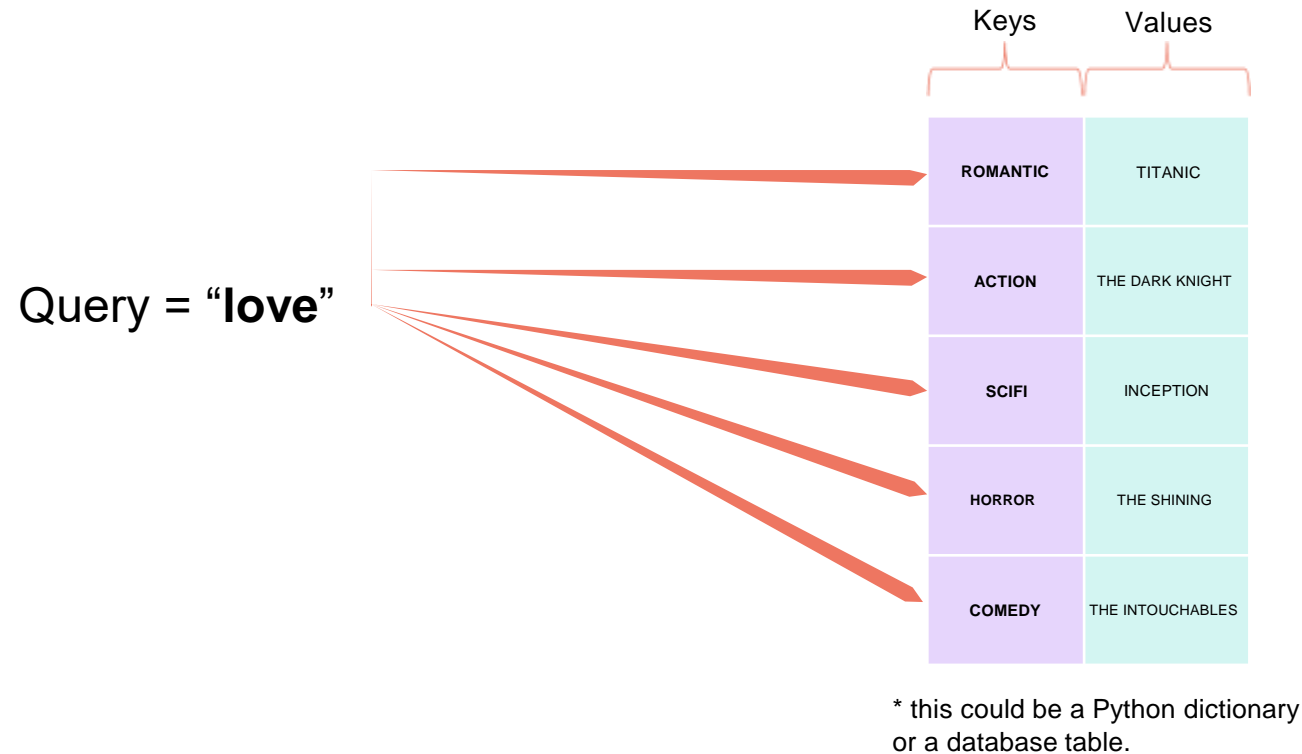 Keys Values
ROMANTIC TITANIC
ACTION THE DARK KNIGHT
Query = “love”
SCIFI INCEPTION
HORROR THE SHINING
COMEDY THE INTOUCHABLES
* this could be a Python dictionary
or a database table.